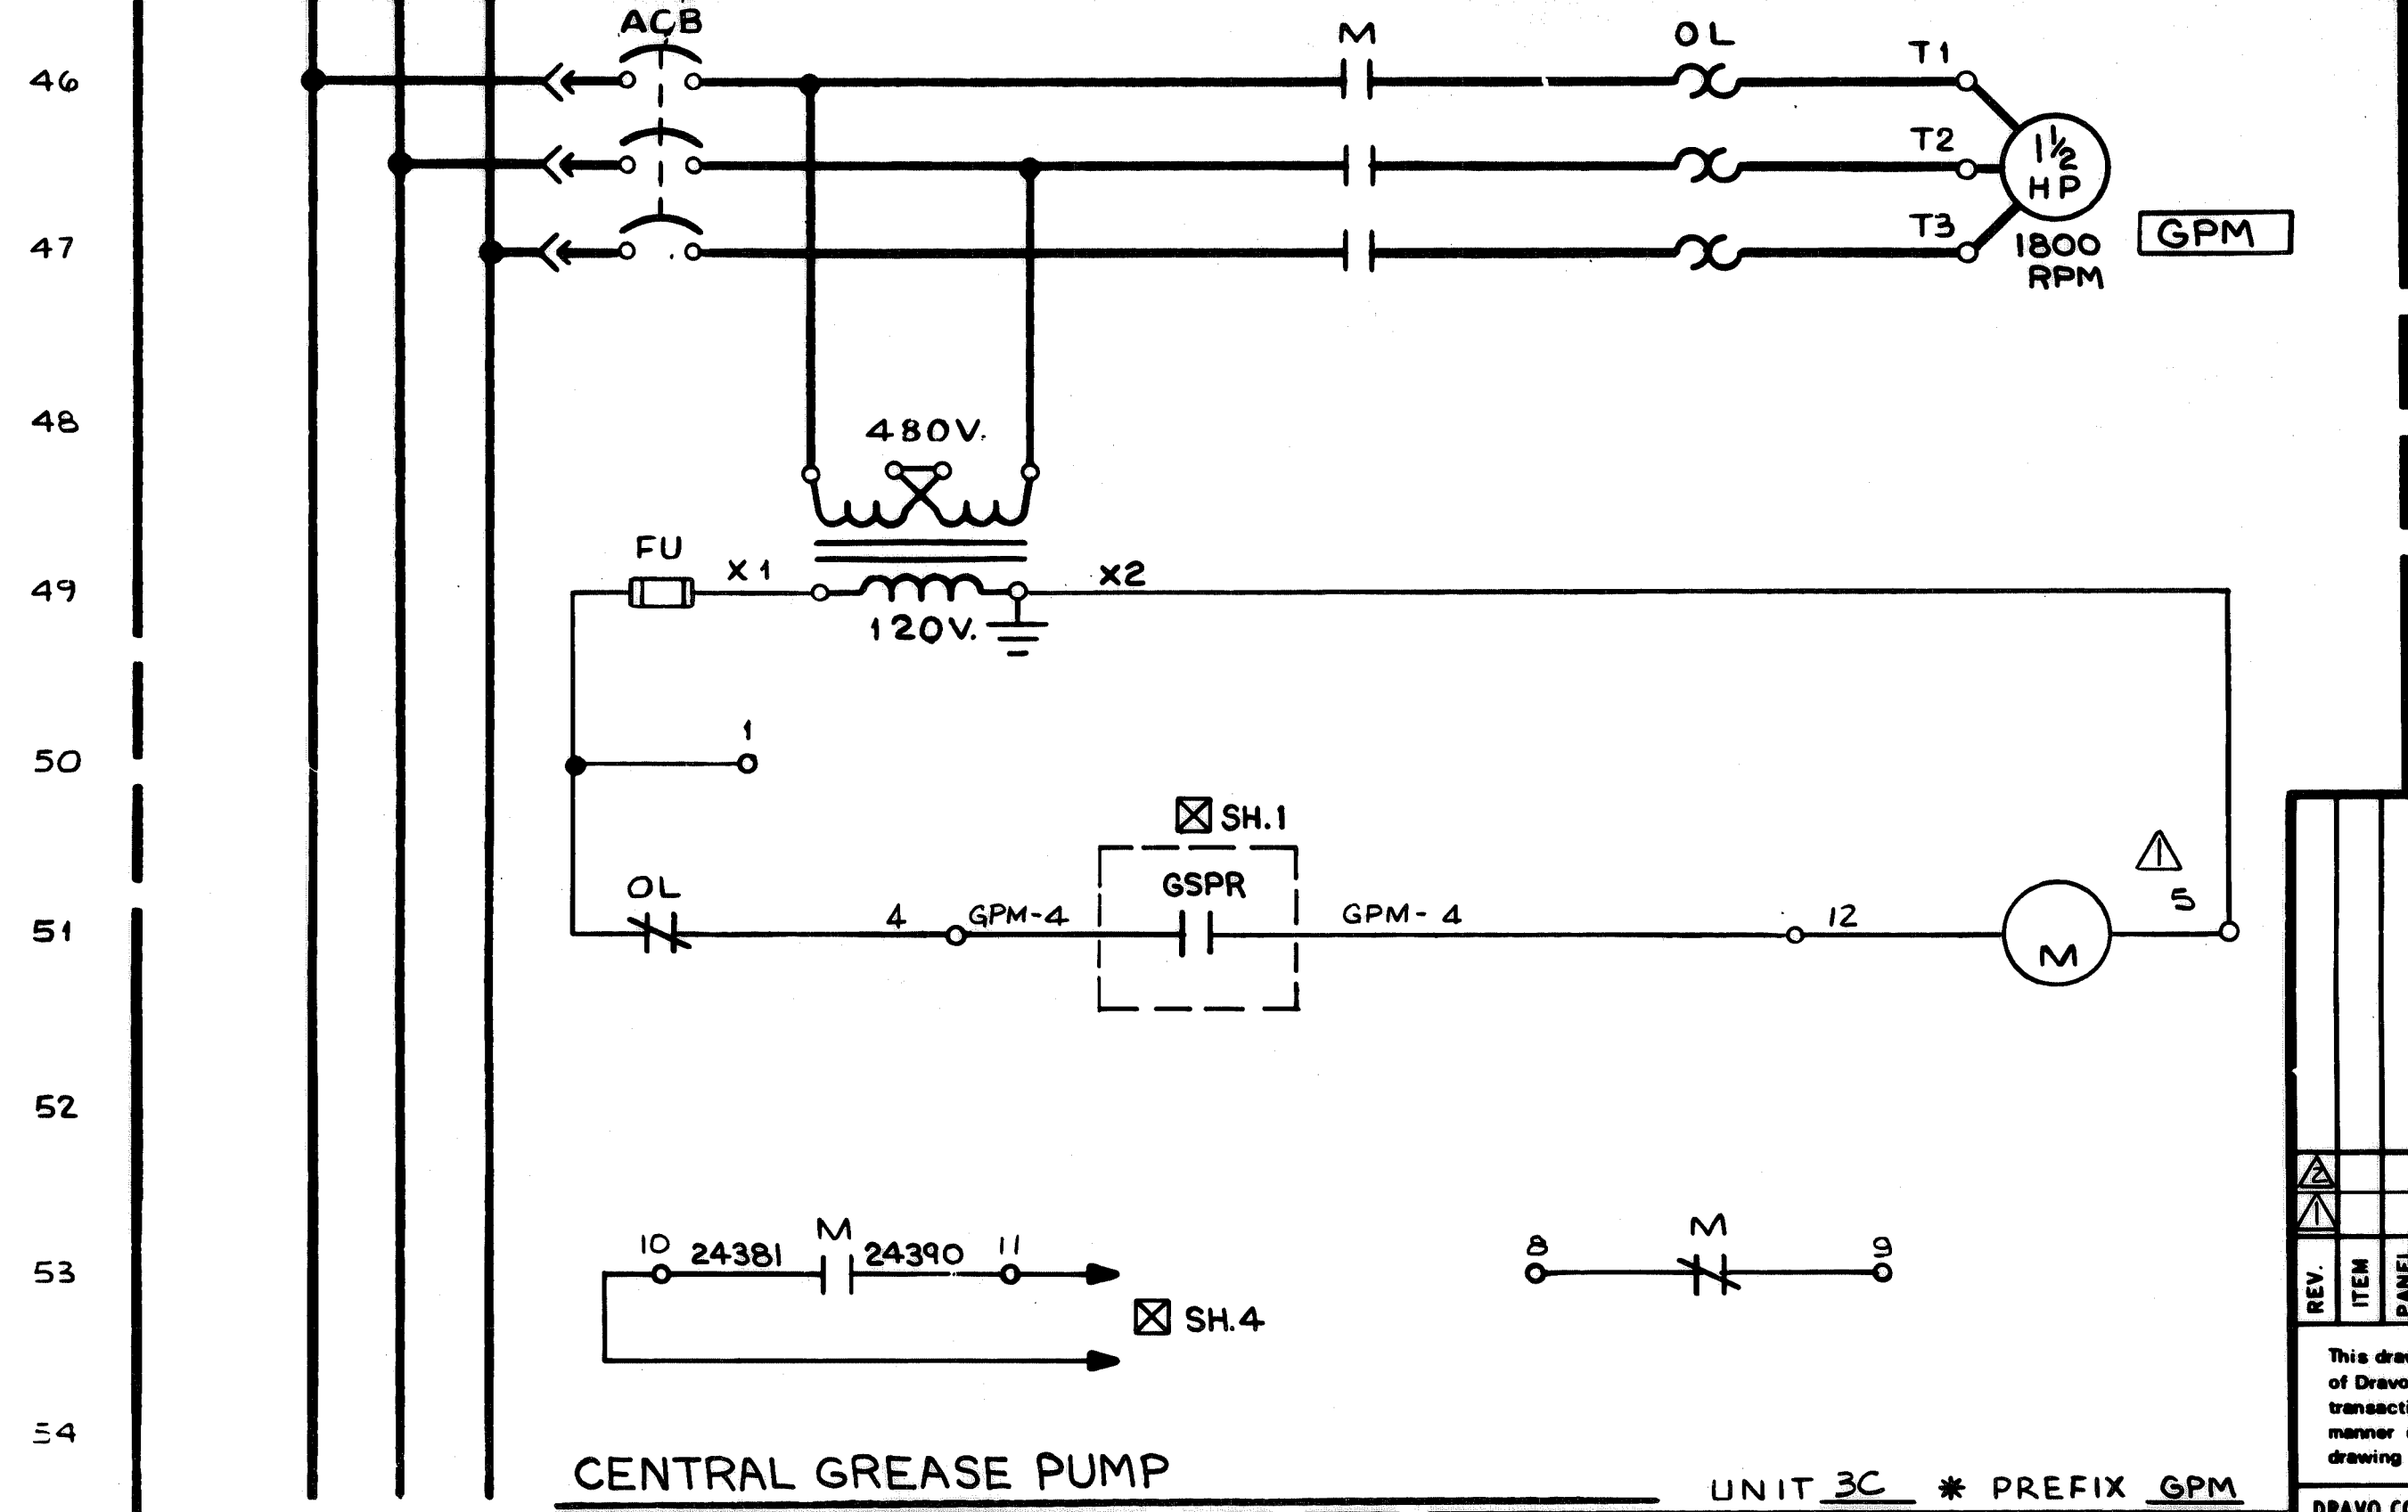 ACB
M
OL
T1
46
T2
1½
HP
T3
47
1800
RPM
GPM
48
480V.
FU
X1
X2
49
120V.
1
50
SH.1
GSPR
1
OL
4
GPM-4
GPM-4
12
5
51
M
52
2
1
10
24381
M
24390
11
8
M
9
53
REV.
ITEM
PANEL
SH.4
This
of Dravo
manner
drawing
54
CENTRAL GREASE PUMP
UNIT 3C * PREFIX GPM
DRAVO